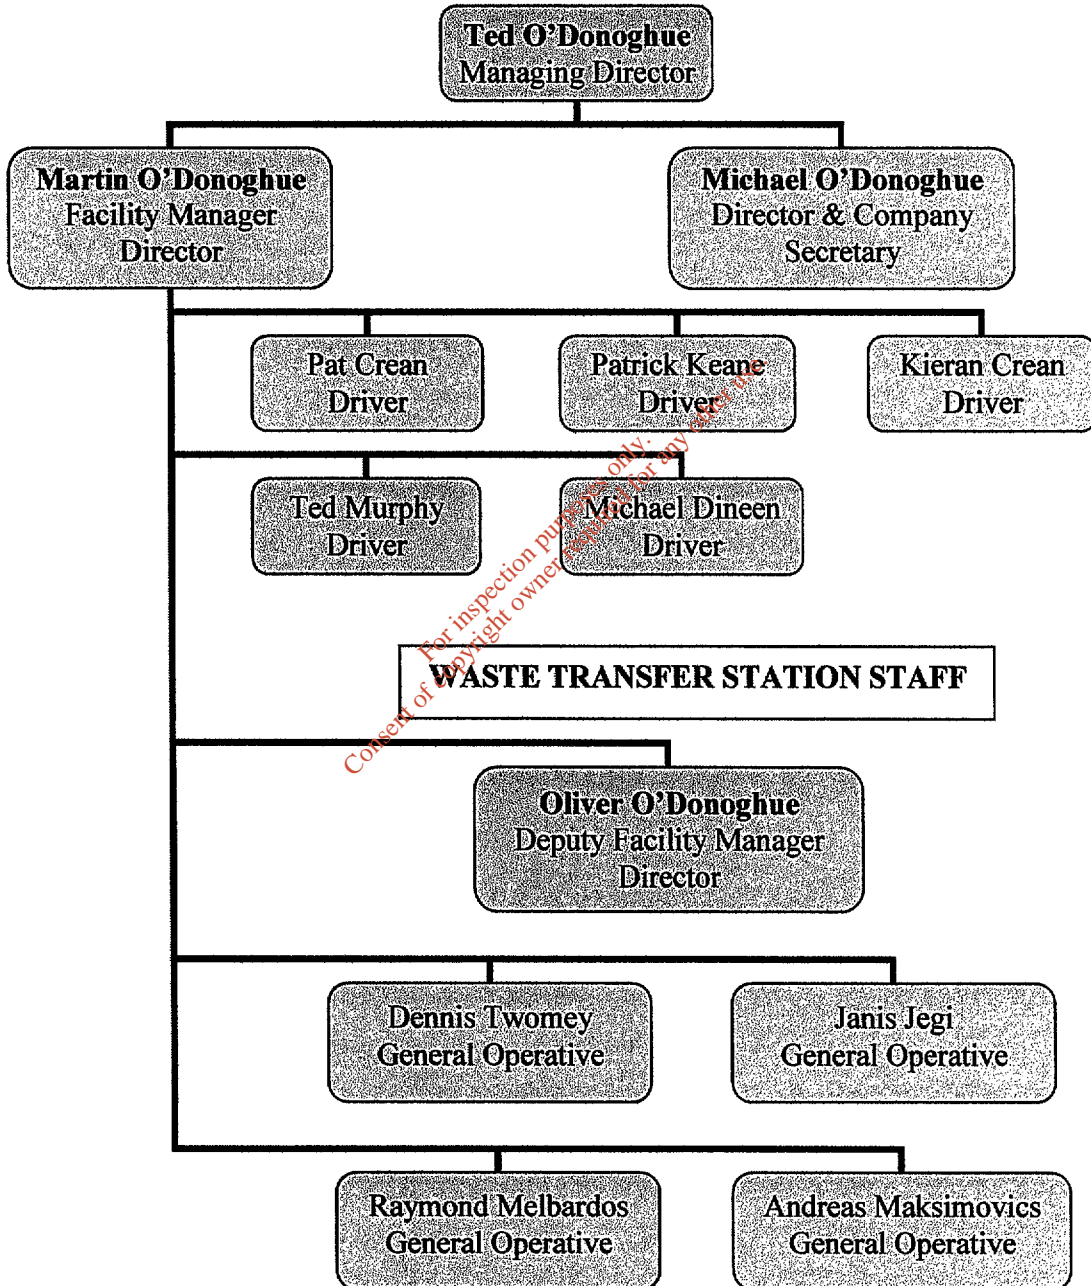 Ted O'Donoghue
Managing Director
Martin O'Donoghue
Facility Manager
Director
Michael O'Donoghue
Director & Company
Secretary
Pat Crean
Driver
Patrick Keane
Driver
Kieran Crean
Driver
Ted Murphy
Driver
Michael Dineen
Driver
For inspection purposes only.
Consent of copyright owner required for any other use.
WASTE TRANSFER STATION STAFF
Oliver O'Donoghue
Deputy Facility Manager
Director
Dennis Twomey
General Operative
Janis Jegi
General Operative
Raymond Melbardos
General Operative
Andreas Maksimovics
General Operative